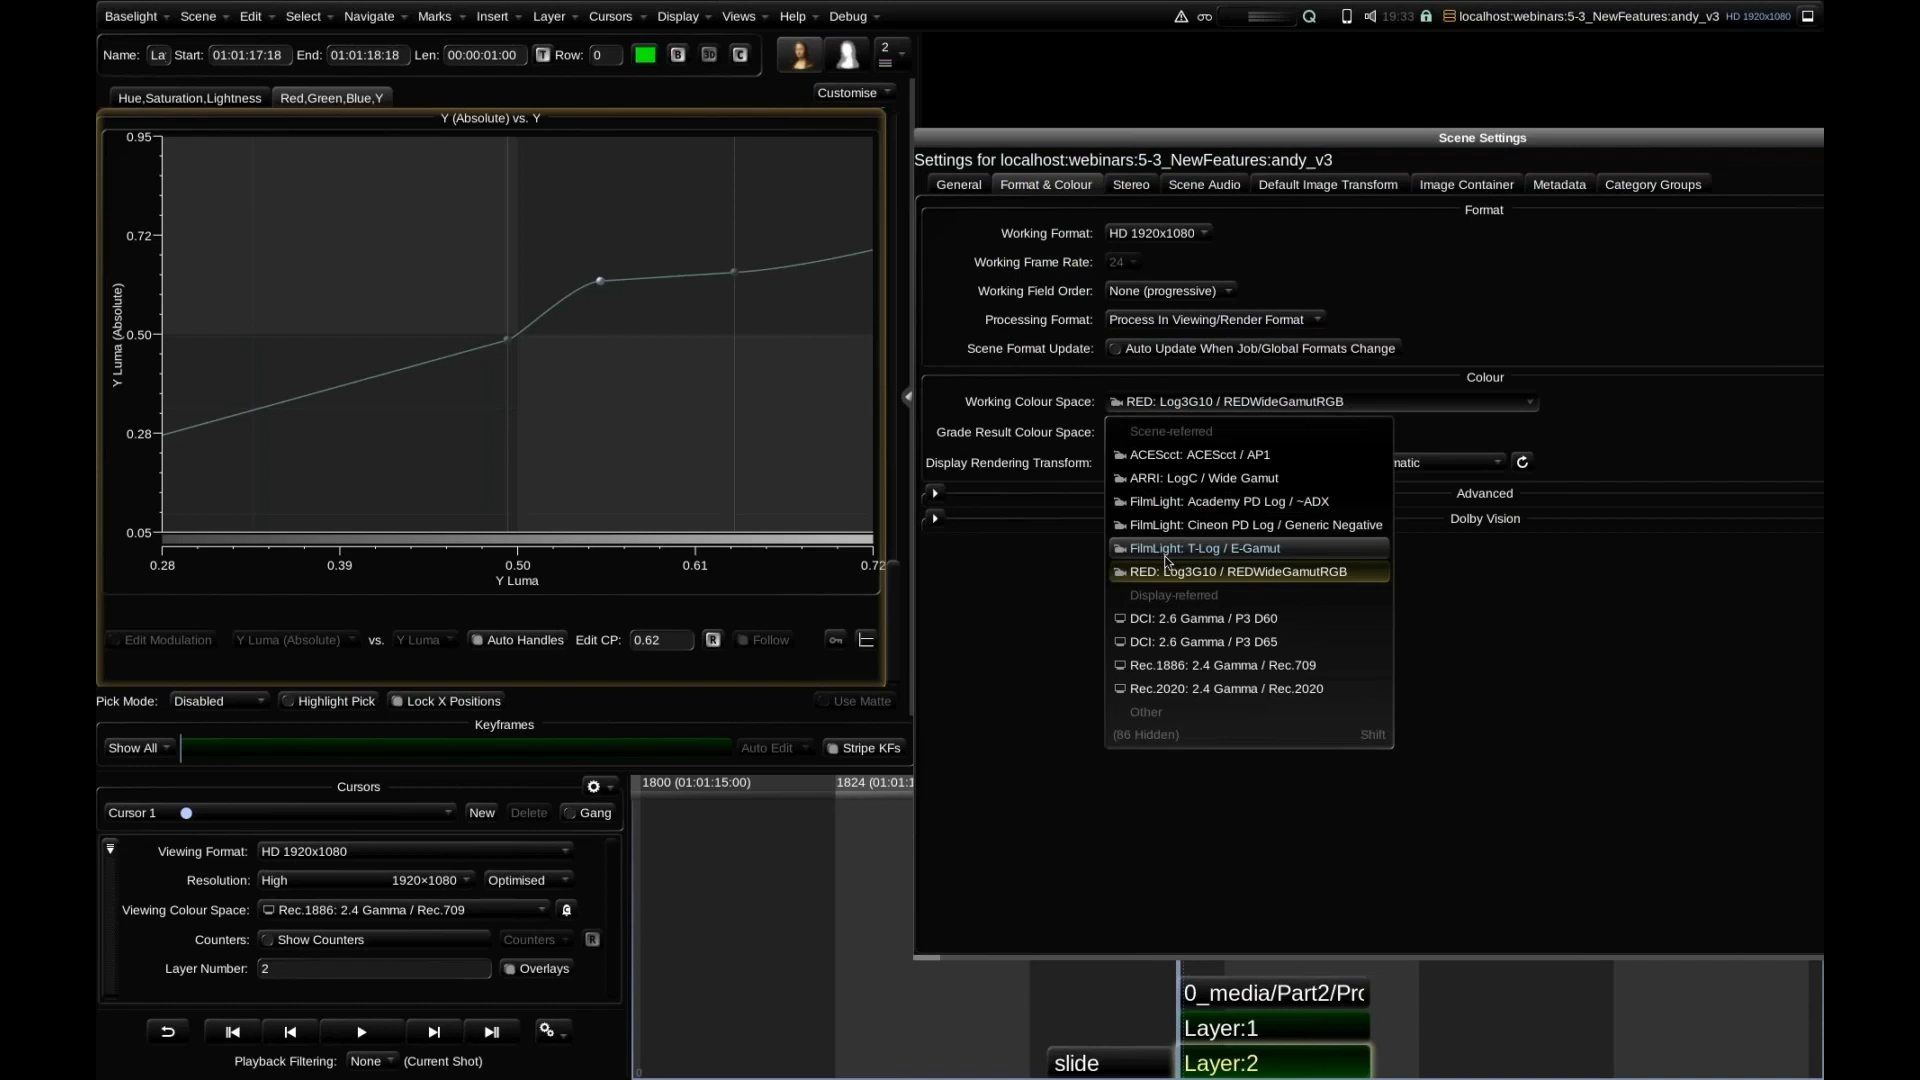 Baselight Scene Edit Select Navigate Marks Insert Layer Cursors Display Views Help Debug
19:33 localhost:webinars:5-3_NewFeatures:andy_v3 HD 1920x1080
Name: La Start: 01:01:17:18 End: 01:01:18:18 Len: 00:00:01:00 T Row: 0 B 3D C
2
Hue,Saturation,Lightness Red,Green,Blue,Y Customise
Y (Absolute) vs. Y
0.95
0.72
0.50
0.28
0.05
Y Luma (Absolute)
0.28 0.39 0.50 0.61 0.72
Y Luma
Edit Modulation Y Luma (Absolute) vs. Y Luma Auto Handles Edit CP: 0.62 R Follow
Pick Mode: Disabled Highlight Pick Lock X Positions Use Matte
Keyframes
Show All Auto Edit Stripe KFs
Cursors
Cursor 1 New Delete Gang
Viewing Format: HD 1920x1080
Resolution: High 1920×1080 Optimised
Viewing Colour Space: Rec.1886: 2.4 Gamma / Rec.709
Counters: Show Counters Counters R
Layer Number: 2 Overlays
Playback Filtering: None (Current Shot)
Scene Settings
Settings for localhost:webinars:5-3_NewFeatures:andy_v3
General Format & Colour Stereo Scene Audio Default Image Transform Image Container Metadata Category Groups
Format
Working Format: HD 1920x1080
Working Frame Rate: 24
Working Field Order: None (progressive)
Processing Format: Process In Viewing/Render Format
Scene Format Update: Auto Update When Job/Global Formats Change
Colour
Working Colour Space: RED: Log3G10 / REDWideGamutRGB
Grade Result Colour Space:
Display Rendering Transform: matic
Advanced
Dolby Vision
Scene-referred
ACEScct: ACEScct / AP1
ARRI: LogC / Wide Gamut
FilmLight: Academy PD Log / ~ADX
FilmLight: Cineon PD Log / Generic Negative
FilmLight: T-Log / E-Gamut
RED: Log3G10 / REDWideGamutRGB
Display-referred
DCI: 2.6 Gamma / P3 D60
DCI: 2.6 Gamma / P3 D65
Rec.1886: 2.4 Gamma / Rec.709
Rec.2020: 2.4 Gamma / Rec.2020
Other
(86 Hidden) Shift
1800 (01:01:15:00) 1824 (01:01:1
0_media/Part2/Prc
Layer:1
slide Layer:2
0